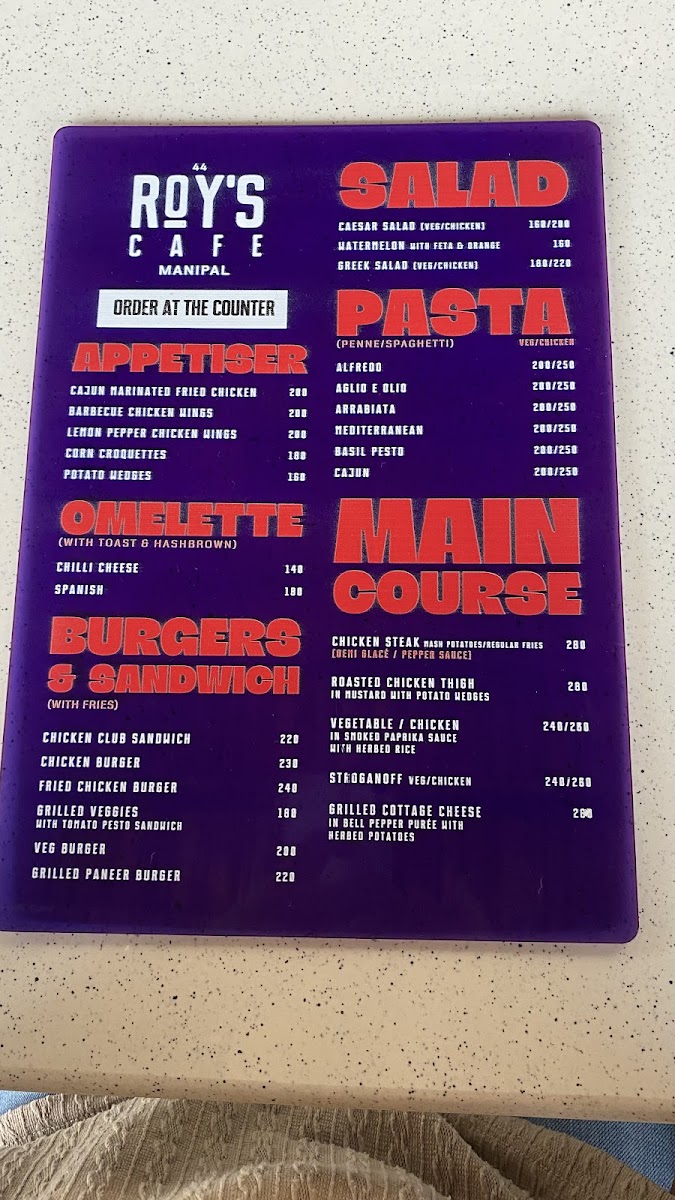 44
ROY'S
CAFE
MANIPAL
ORDER AT THE COUNTER
APPETISER
CAJUN MARINATED FRIED CHICKEN 200
BARBECUE CHICKEN WINGS 200
LEMON PEPPER CHICKEN WINGS 200
CORN CROQUETTES 180
POTATO WEDGES 160
OMELETTE
(WITH TOAST & HASHBROWN)
CHILLI CHEESE 140
SPANISH 180
BURGERS
& SANDWICH
(WITH FRIES)
CHICKEN CLUB SANDWICH 220
CHICKEN BURGER 230
FRIED CHICKEN BURGER 240
GRILLED VEGGIES 180
WITH TOMATO PESTO SANDWICH
VEG BURGER 200
GRILLED PANEER BURGER 220
SALAD
CAESAR SALAD (VEG/CHICKEN) 160/200
WATERMELON WITH FETA & ORANGE 160
GREEK SALAD (VEG/CHICKEN) 180/220
PASTA
(PENNE/SPAGHETTI) VEG/CHICKEN
ALFREDO 200/250
AGLIO E OLIO 200/250
ARRABIATA 200/250
MEDITERRANEAN 200/250
BASIL PESTO 200/250
CAJUN 200/250
MAIN
COURSE
CHICKEN STEAK MASH POTATOES/REGULAR FRIES 280
(DEMI GLACÉ / PEPPER SAUCE)
ROASTED CHICKEN THIGH 280
IN MUSTARD WITH POTATO WEDGES
VEGETABLE / CHICKEN 240/260
IN SMOKED PAPRIKA SAUCE
WITH HERBED RICE
STROGANOFF VEG/CHICKEN 240/260
GRILLED COTTAGE CHEESE
IN BELL PEPPER PURÉE WITH
HERBED POTATOES